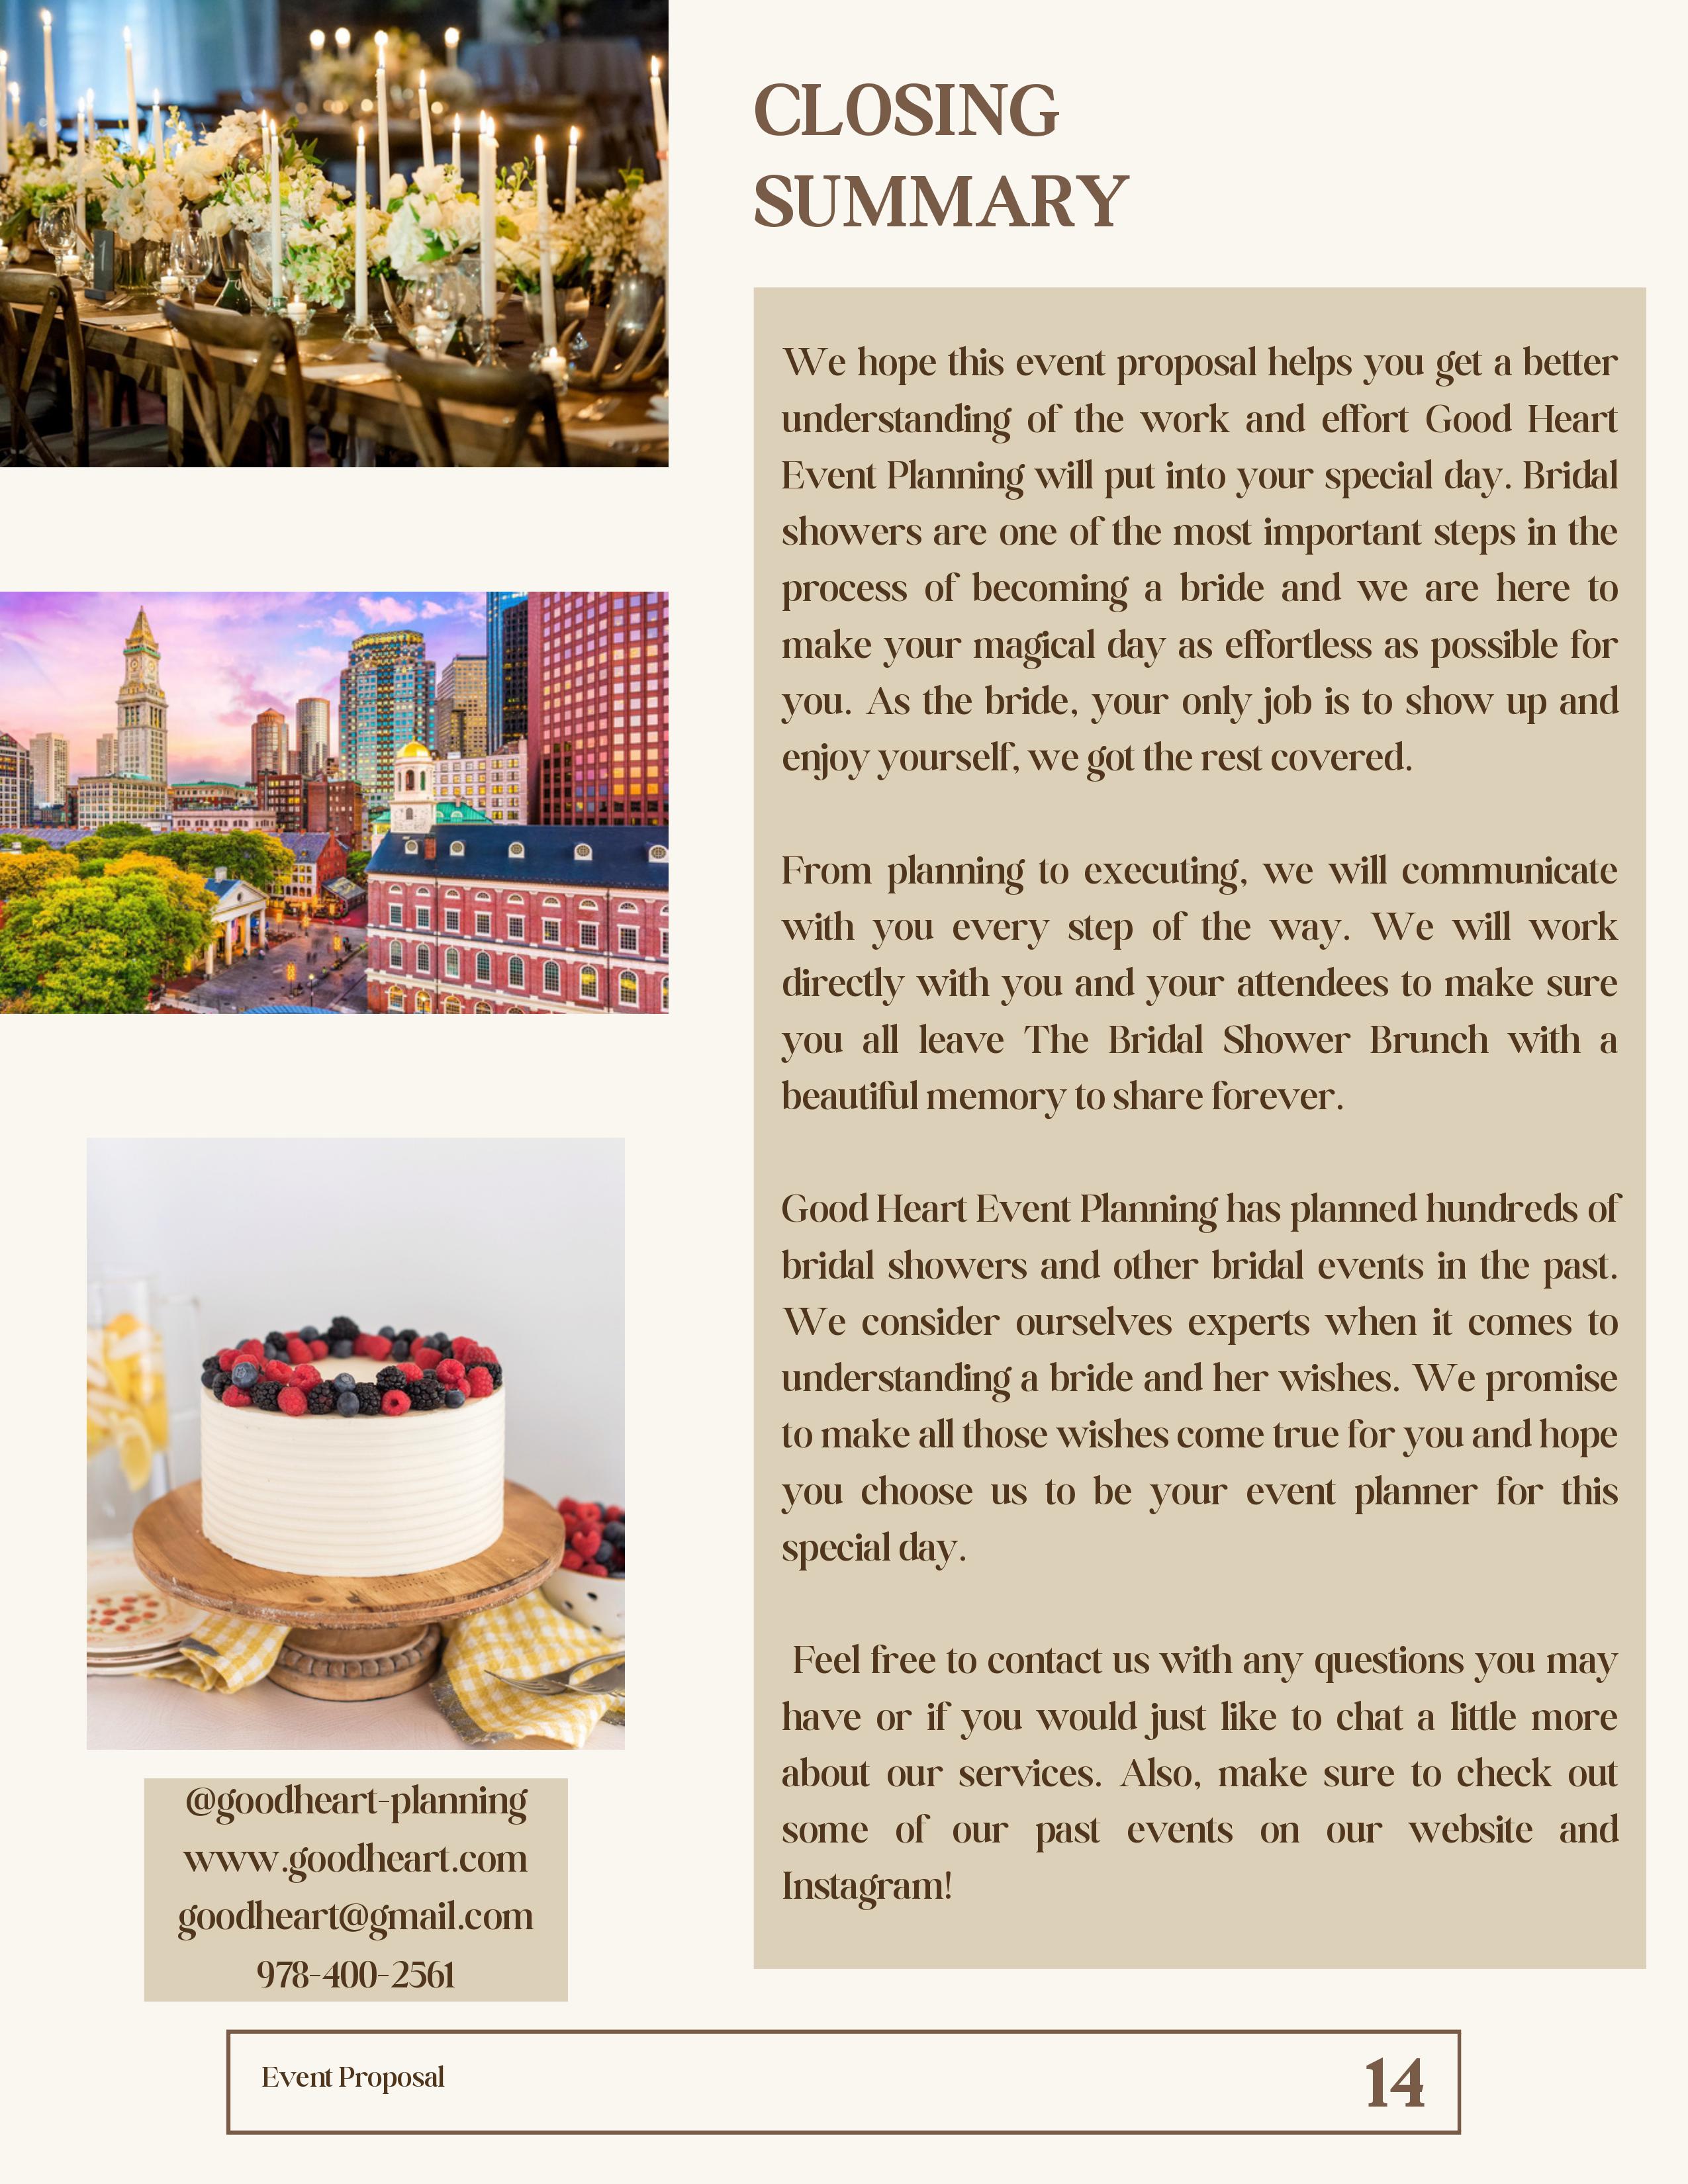 CLOSING
SUMMARY
We hope this event proposal helps you get a better
understanding of the work and effort Good Heart
Event Planning will put into your special day. Bridal
showers are one of the most important steps in the
process of becoming a bride and we are here to
make your magical day as effortless as possible for
you. As the bride, your only job is to show up and
enjoy yourself, we got the rest covered.
From planning to executing, we will communicate
with you every step of the way. We will work
directly with you and your attendees to make sure
you all leave The Bridal Shower Brunch with a
beautiful memory to share forever.
Good Heart Event Planning has planned hundreds of
bridal showers and other bridal events in the past.
We consider ourselves experts when it comes to
understanding a bride and her wishes. We promise
to make all those wishes come true for you and hope
you choose us to be your event planner for this
special day.
Feel free to contact us with any questions you may
have or if you would just like to chat a little more
about our services. Also, make sure to check out
some of our past events on our website and
Instagram!
@goodheart-planning
www.goodheart.com
goodheart@gmail.com
978-400-2561
Event Proposal
14
1